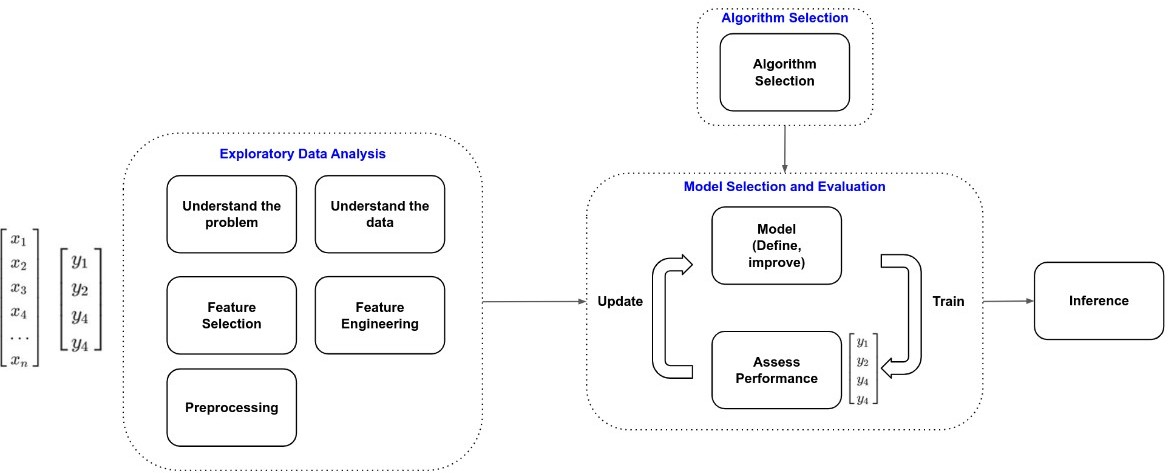 Algorithm Selection
Algorithm
Selection
Exploratory Data Analysis
Understand the
problem
Understand the
data
Feature
Selection
Feature
Engineering
Preprocessing
x1
x2
x3
x4
...
xn
y1
y2
y4
y4
Model Selection and Evaluation
Model
(Define,
improve)
Update
Train
Assess
Performance
y1
y2
y4
y4
Inference